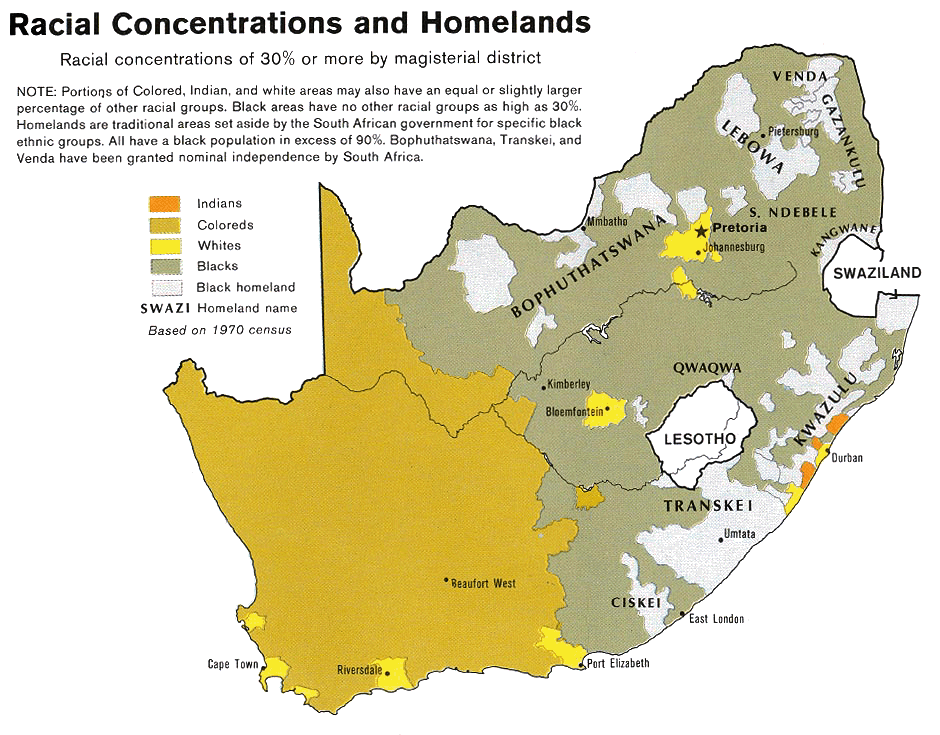 Racial Concentrations and Homelands
Racial concentrations of 30% or more by magisterial district
NOTE: Portions of Colored, Indian, and white areas may also have an equal or slightly larger
percentage of other racial groups. Black areas have no other racial groups as high as 30%.
Homelands are traditional areas set aside by the South African government for specific black
ethnic groups. All have a black population in excess of 90%. Bophuthatswana, Transkei, and
Venda have been granted nominal independence by South Africa.
Indians
Coloreds
Whites
Blacks
Black homeland
SWAZI Homeland name
Based on 1970 census
VENDA
GAZANKULU
Pietersburg
LEBOWA
S. NDEBELE
Mmbatho
Pretoria
Johannesburg
KANGWANE
BOPHUTHATSWANA
SWAZILAND
QWAQWA
Kimberley
Bloemfontein
KWAZULU
LESOTHO
Durban
TRANSKEI
Umtata
Beaufort West
CISKEI
East London
Cape Town
Riversdale
Port Elizabeth